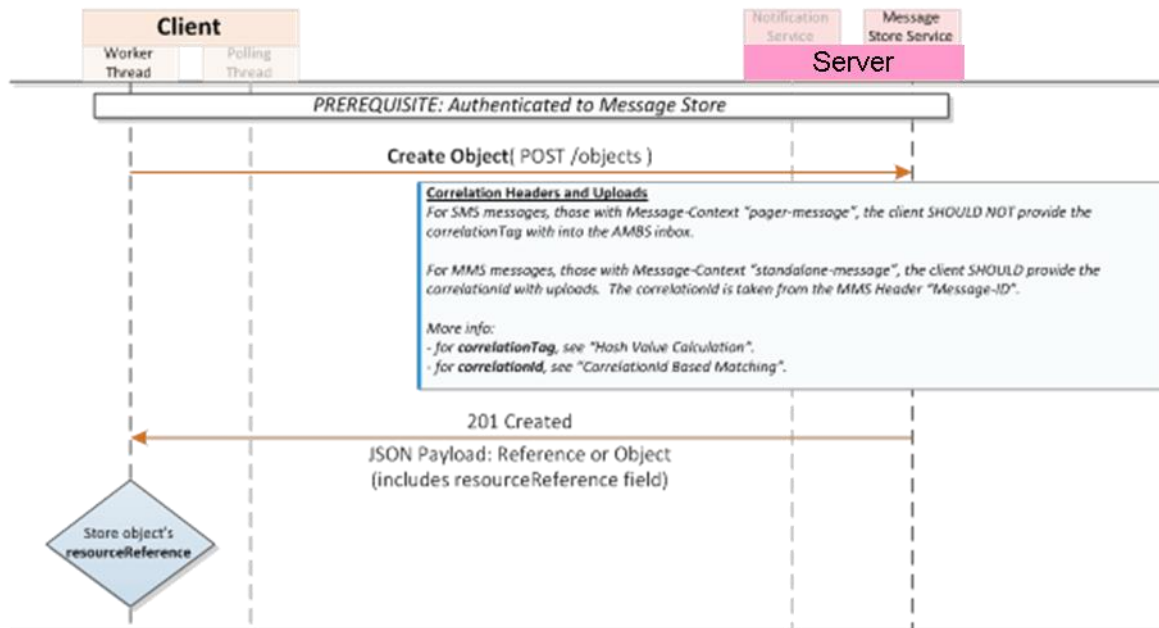 Client
Worker Thread
Polling Thread
Notification Service
Message Store Service
Server
PREREQUISITE: Authenticated to Message Store
Create Object( POST /objects )
Correlation Headers and Uploads
For SMS messages, those with Message-Context “pager-message”, the client SHOULD NOT provide the
correlationTag with into the AMBS inbox.
For MMS messages, those with Message-Context “standalone-message”, the client SHOULD provide the
correlationId with uploads. The correlationId is taken from the MMS Header “Message-ID”.
More info:
- for correlationTag, see “Hash Value Calculation”.
- for correlationId, see “CorrelationId Based Matching”.
201 Created
JSON Payload: Reference or Object
(includes resourceReference field)
Store object’s
resourceReference